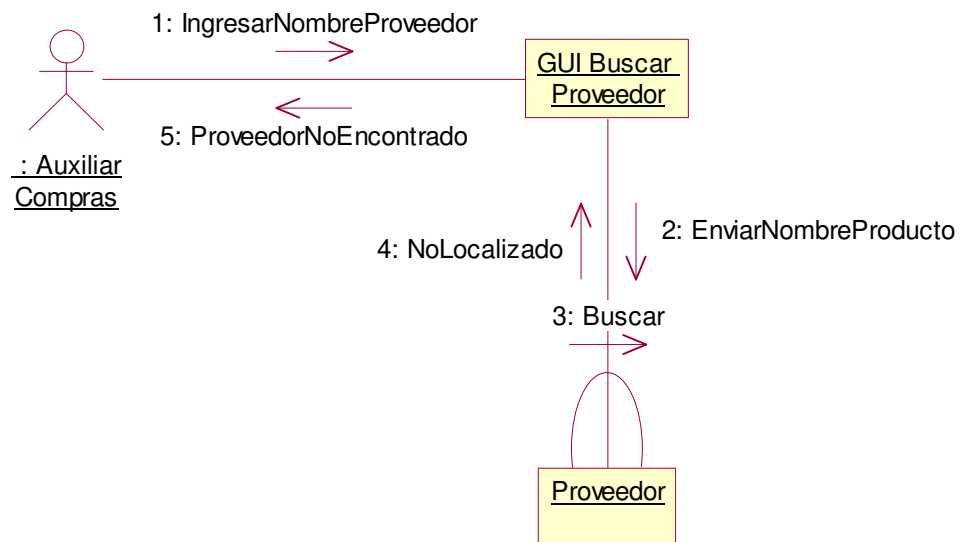 1: IngresarNombreProveedor
GUI Buscar
Proveedor
5: ProveedorNoEncontrado
: Auxiliar
Compras
2: EnviarNombreProducto
4: NoLocalizado
3: Buscar
Proveedor